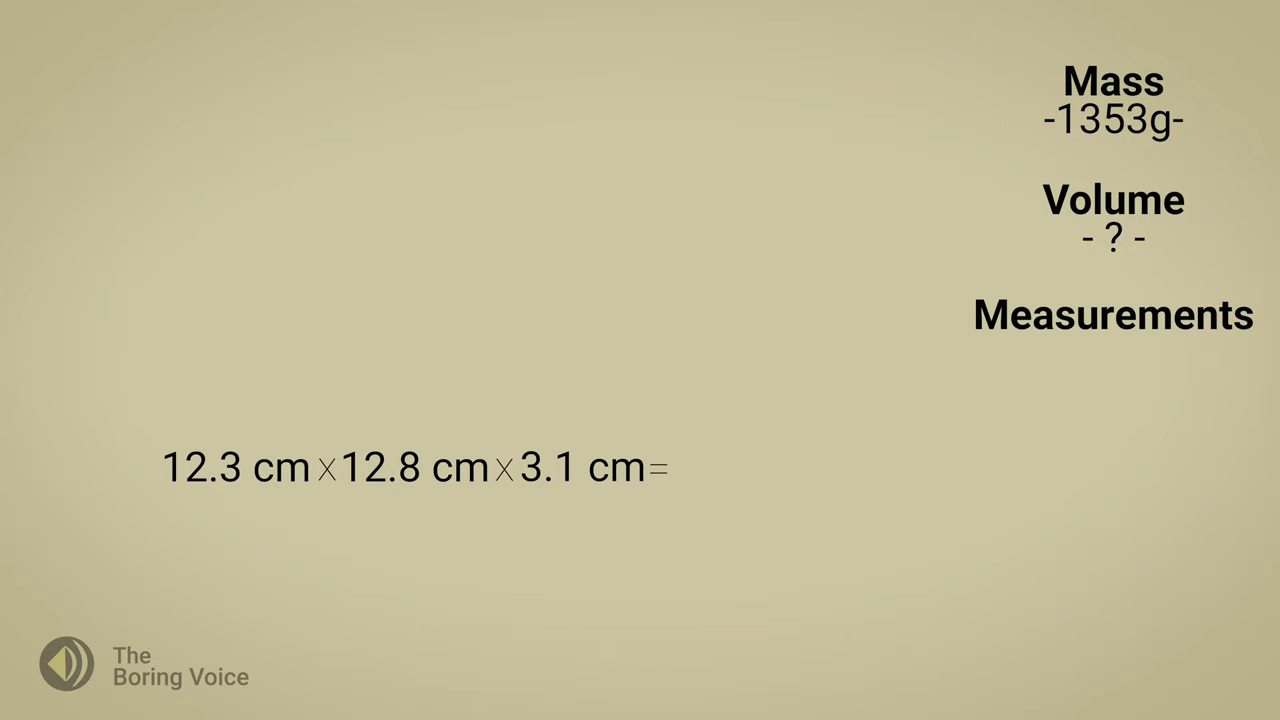 Mass
-1353g-
Volume
- ? -
Measurements
12.3 cm x 12.8 cm x 3.1 cm =
The
Boring Voice